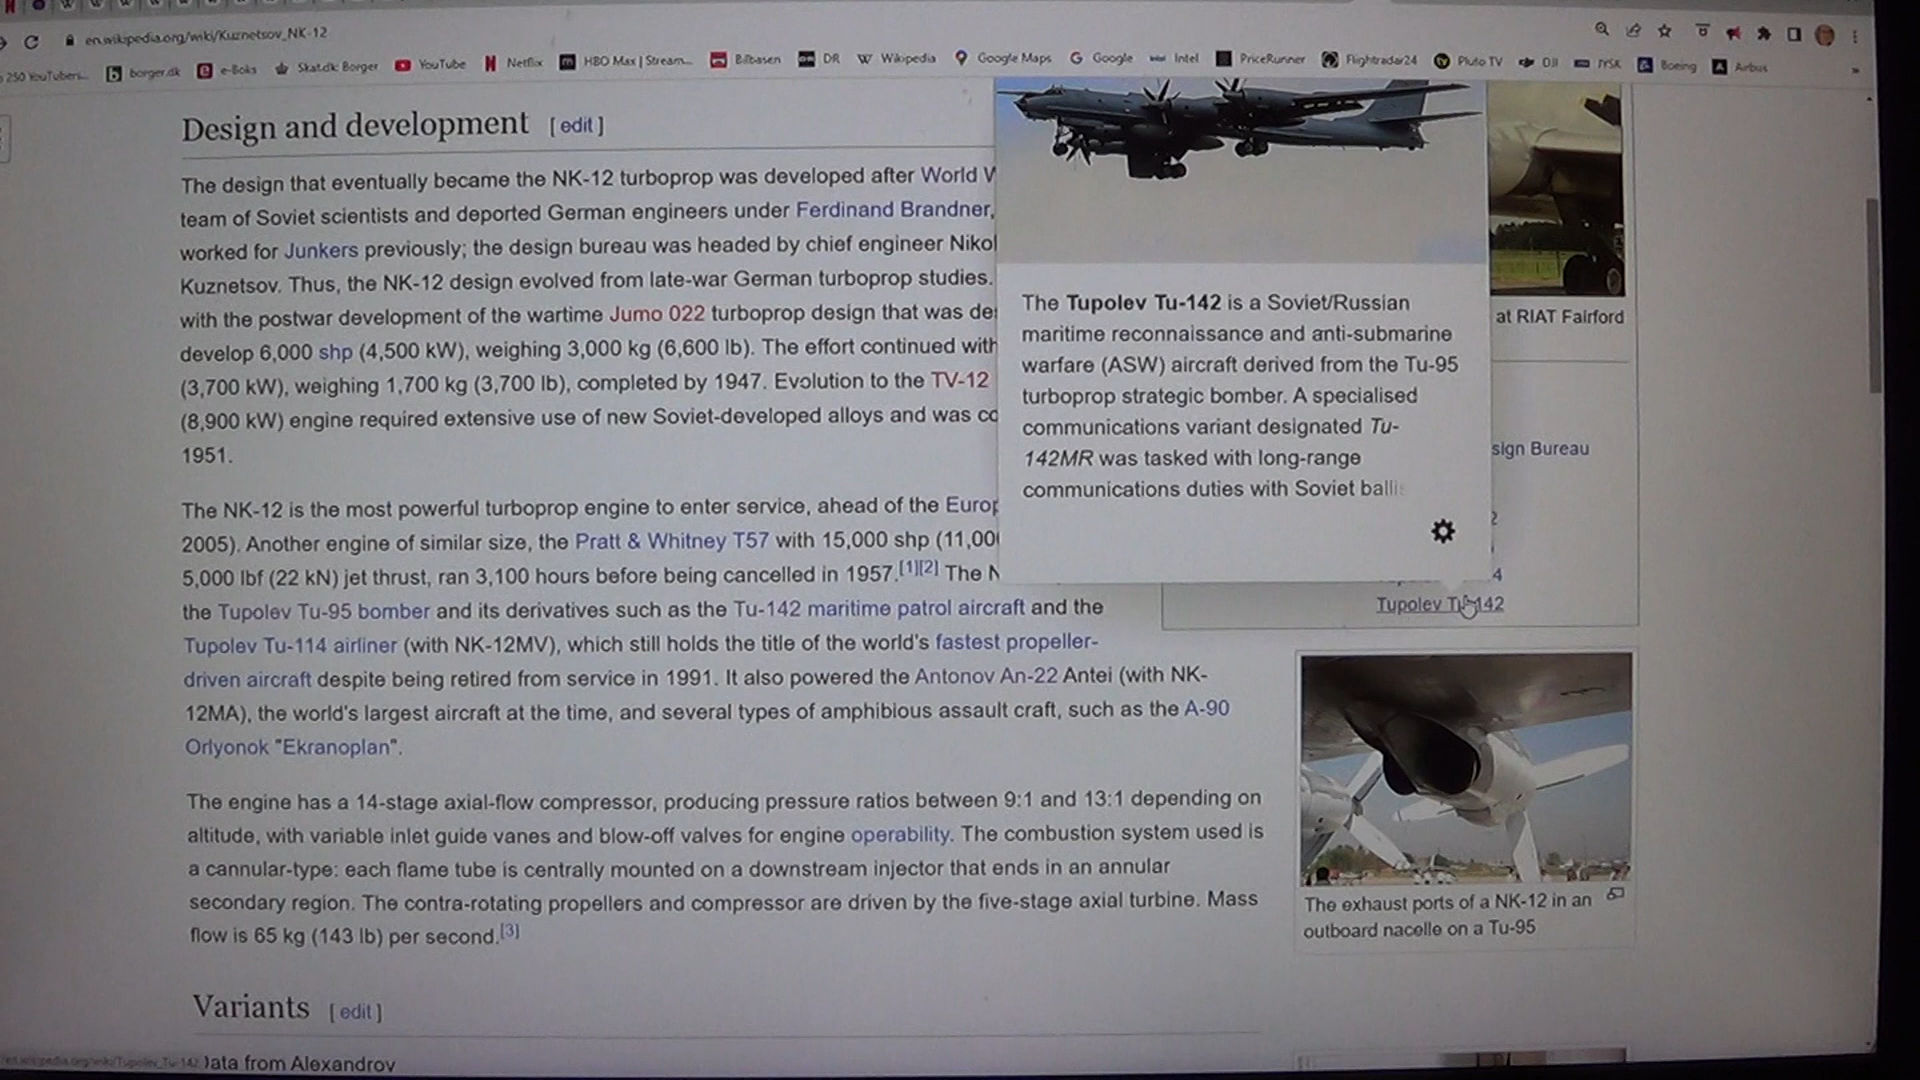 en.wikipedia.org/wiki/Kuznetsov_NK-12
250 YouTubers...
borger.dk
e-Boks
Skat.dk: Borger
YouTube
Netflix
HBO Max | Stream...
Bilbasen
DR
Wikipedia
Google Maps
Google
Intel
PriceRunner
Flightradar24
Pluto TV
DJI
JYSK
Boeing
Airbus
Design and development [ edit ]
The design that eventually became the NK-12 turboprop was developed after World W
team of Soviet scientists and deported German engineers under Ferdinand Brandner,
worked for Junkers previously; the design bureau was headed by chief engineer Nikol
Kuznetsov. Thus, the NK-12 design evolved from late-war German turboprop studies.
with the postwar development of the wartime Jumo 022 turboprop design that was de
develop 6,000 shp (4,500 kW), weighing 3,000 kg (6,600 lb). The effort continued with
(3,700 kW), weighing 1,700 kg (3,700 lb), completed by 1947. Evolution to the TV-12
(8,900 kW) engine required extensive use of new Soviet-developed alloys and was co
1951.
The NK-12 is the most powerful turboprop engine to enter service, ahead of the Europ
2005). Another engine of similar size, the Pratt & Whitney T57 with 15,000 shp (11,00
5,000 lbf (22 kN) jet thrust, ran 3,100 hours before being cancelled in 1957.[1][2] The N
the Tupolev Tu-95 bomber and its derivatives such as the Tu-142 maritime patrol aircraft and the
Tupolev Tu-114 airliner (with NK-12MV), which still holds the title of the world's fastest propeller-
driven aircraft despite being retired from service in 1991. It also powered the Antonov An-22 Antei (with NK-
12MA), the world's largest aircraft at the time, and several types of amphibious assault craft, such as the A-90
Orlyonok "Ekranoplan".
The engine has a 14-stage axial-flow compressor, producing pressure ratios between 9:1 and 13:1 depending on
altitude, with variable inlet guide vanes and blow-off valves for engine operability. The combustion system used is
a cannular-type: each flame tube is centrally mounted on a downstream injector that ends in an annular
secondary region. The contra-rotating propellers and compressor are driven by the five-stage axial turbine. Mass
flow is 65 kg (143 lb) per second.[3]
Variants [ edit ]
Data from Alexandrov
en.wikipedia.org/wiki/Tupolev_Tu-142
The Tupolev Tu-142 is a Soviet/Russian
maritime reconnaissance and anti-submarine
warfare (ASW) aircraft derived from the Tu-95
turboprop strategic bomber. A specialised
communications variant designated Tu-
142MR was tasked with long-range
communications duties with Soviet balli
at RIAT Fairford
sign Bureau
2
4
Tupolev Tu-142
The exhaust ports of a NK-12 in an
outboard nacelle on a Tu-95